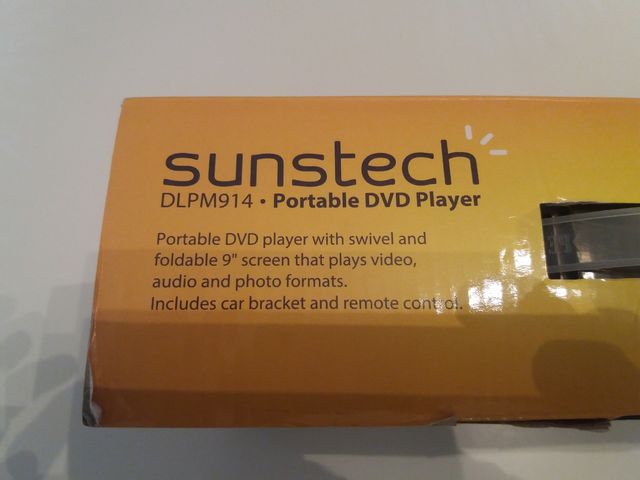 sunstech
DLPM914 • Portable DVD Player
Portable DVD player with swivel and
foldable 9" screen that plays video,
audio and photo formats.
Includes car bracket and remote control.